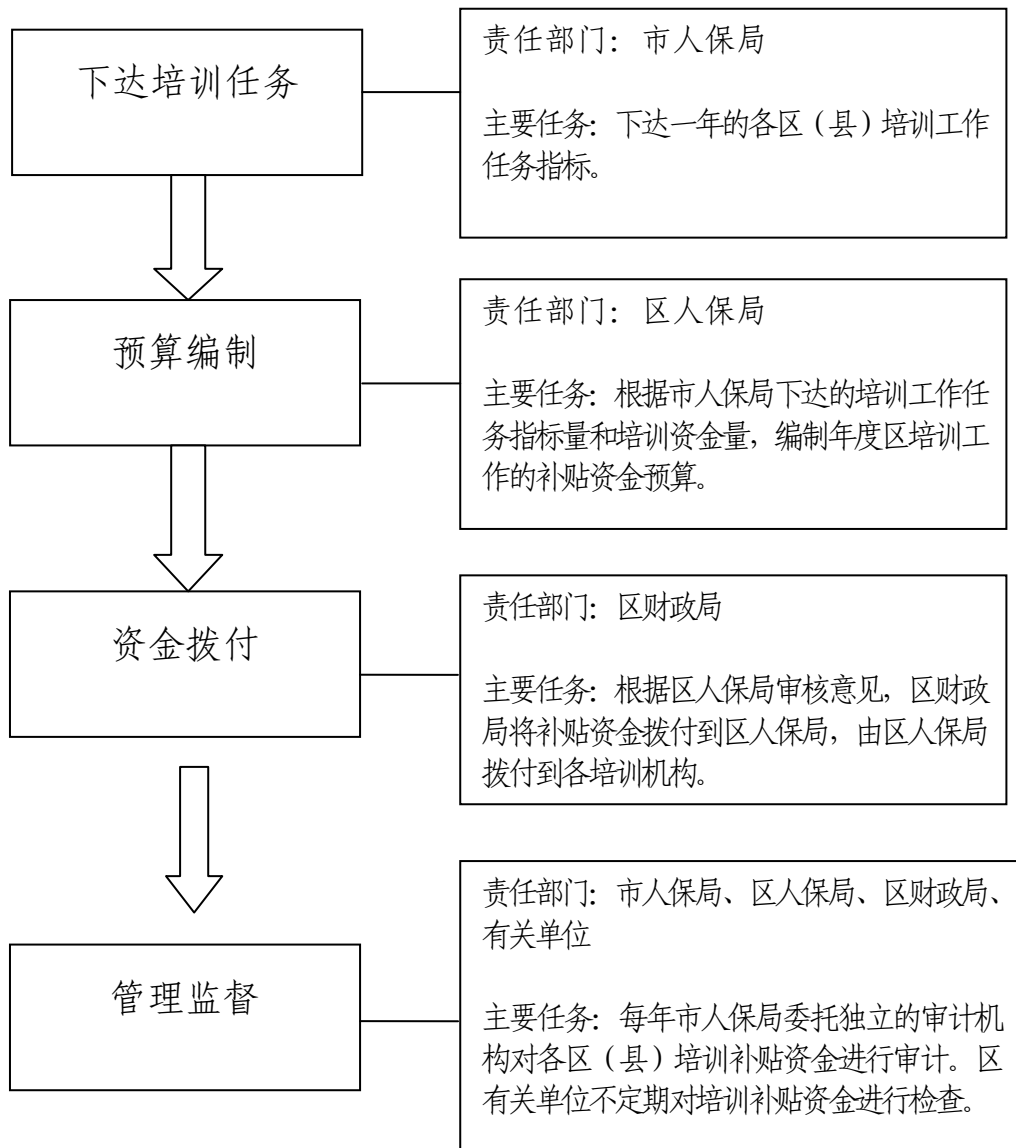 下达培训任务
责任部门：市人保局
主要任务：下达一年的各区（县）培训工作
任务指标。
预算编制
责任部门：区人保局
主要任务：根据市人保局下达的培训工作任
务指标量和培训资金量，编制年度区培训工
作的补贴资金预算。
资金拨付
责任部门：区财政局
主要任务：根据区人保局审核意见，区财政
局将补贴资金拨付到区人保局，由区人保局
拨付到各培训机构。
管理监督
责任部门：市人保局、区人保局、区财政局、
有关单位
主要任务：每年市人保局委托独立的审计机
构对各区（县）培训补贴资金进行审计。区
有关单位不定期对培训补贴资金进行检查。